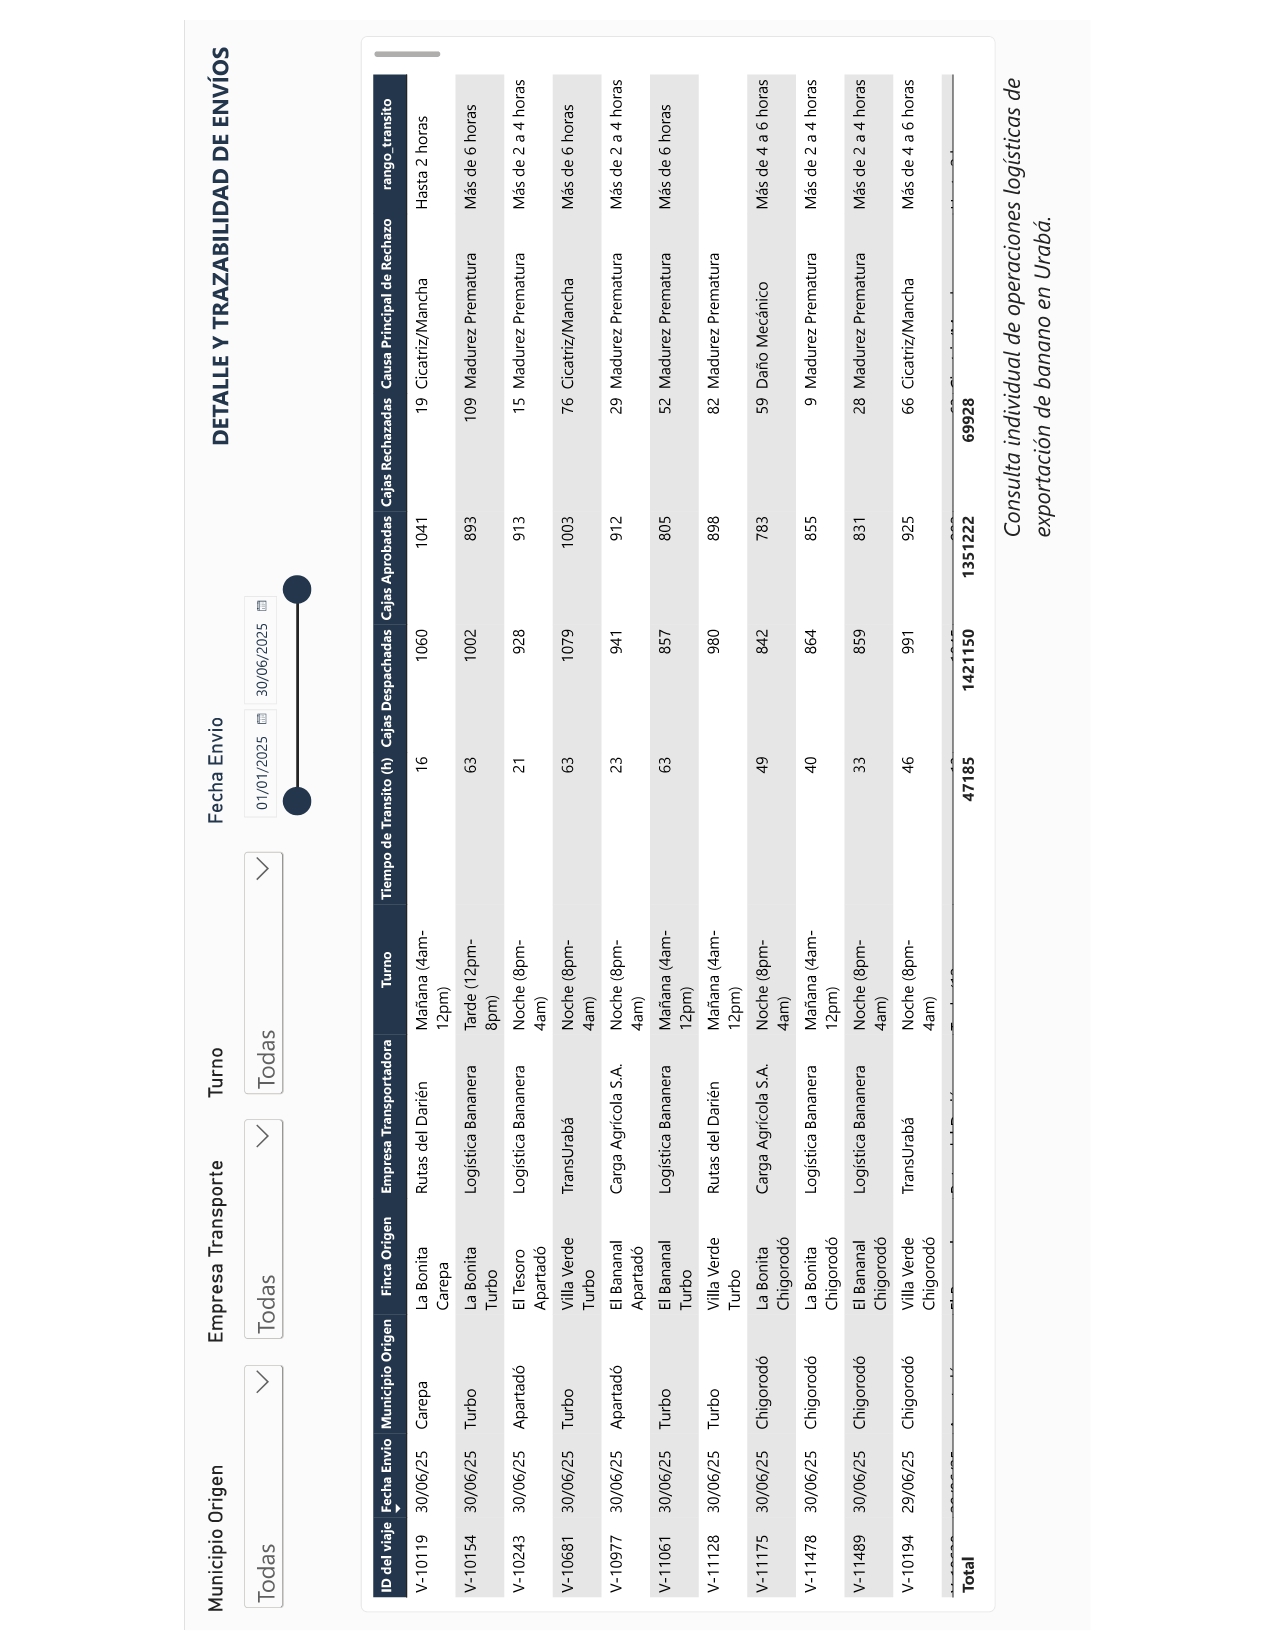 Municipio Origen
Empresa Transporte
Turno
Fecha Envio
DETALLE Y TRAZABILIDAD DE ENVÍOS
Todas
Todas
Todas
01/01/2025
30/06/2025
ID del viaje Fecha Envio Municipio Origen Finca Origen Empresa Transportadora Turno Tiempo de Transito (h) Cajas Despachadas Cajas Aprobadas Cajas Rechazadas Causa Principal de Rechazo rango_transito
V-10119 30/06/25 Carepa La Bonita Rutas del Darién Mañana (4am- 16 1060 1041 19 Cicatriz/Mancha Hasta 2 horas
Carepa 12pm)
V-10154 30/06/25 Turbo La Bonita Logística Bananera Tarde (12pm- 63 1002 893 109 Madurez Prematura Más de 6 horas
Turbo 8pm)
V-10243 30/06/25 Apartadó El Tesoro Logística Bananera Noche (8pm- 21 928 913 15 Madurez Prematura Más de 2 a 4 horas
Apartadó 4am)
V-10681 30/06/25 Turbo Villa Verde TransUrabá Noche (8pm- 63 1079 1003 76 Cicatriz/Mancha Más de 6 horas
Turbo 4am)
V-10977 30/06/25 Apartadó El Bananal Carga Agrícola S.A. Noche (8pm- 23 941 912 29 Madurez Prematura Más de 2 a 4 horas
Apartadó 4am)
V-11061 30/06/25 Turbo El Bananal Logística Bananera Mañana (4am- 63 857 805 52 Madurez Prematura Más de 6 horas
Turbo 12pm)
V-11128 30/06/25 Turbo Villa Verde Rutas del Darién Mañana (4am- 980 898 82 Madurez Prematura
Turbo 12pm)
V-11175 30/06/25 Chigorodó La Bonita Carga Agrícola S.A. Noche (8pm- 49 842 783 59 Daño Mecánico Más de 4 a 6 horas
Chigorodó 4am)
V-11478 30/06/25 Chigorodó La Bonita Logística Bananera Mañana (4am- 40 864 855 9 Madurez Prematura Más de 2 a 4 horas
Chigorodó 12pm)
V-11489 30/06/25 Chigorodó El Bananal Logística Bananera Noche (8pm- 33 859 831 28 Madurez Prematura Más de 2 a 4 horas
Chigorodó 4am)
V-10194 29/06/25 Chigorodó Villa Verde TransUrabá Noche (8pm- 46 991 925 66 Cicatriz/Mancha Más de 4 a 6 horas
Chigorodó 4am)
Total 47185 1421150 1351222 69928
Consulta individual de operaciones logísticas de
exportación de banano en Urabá.